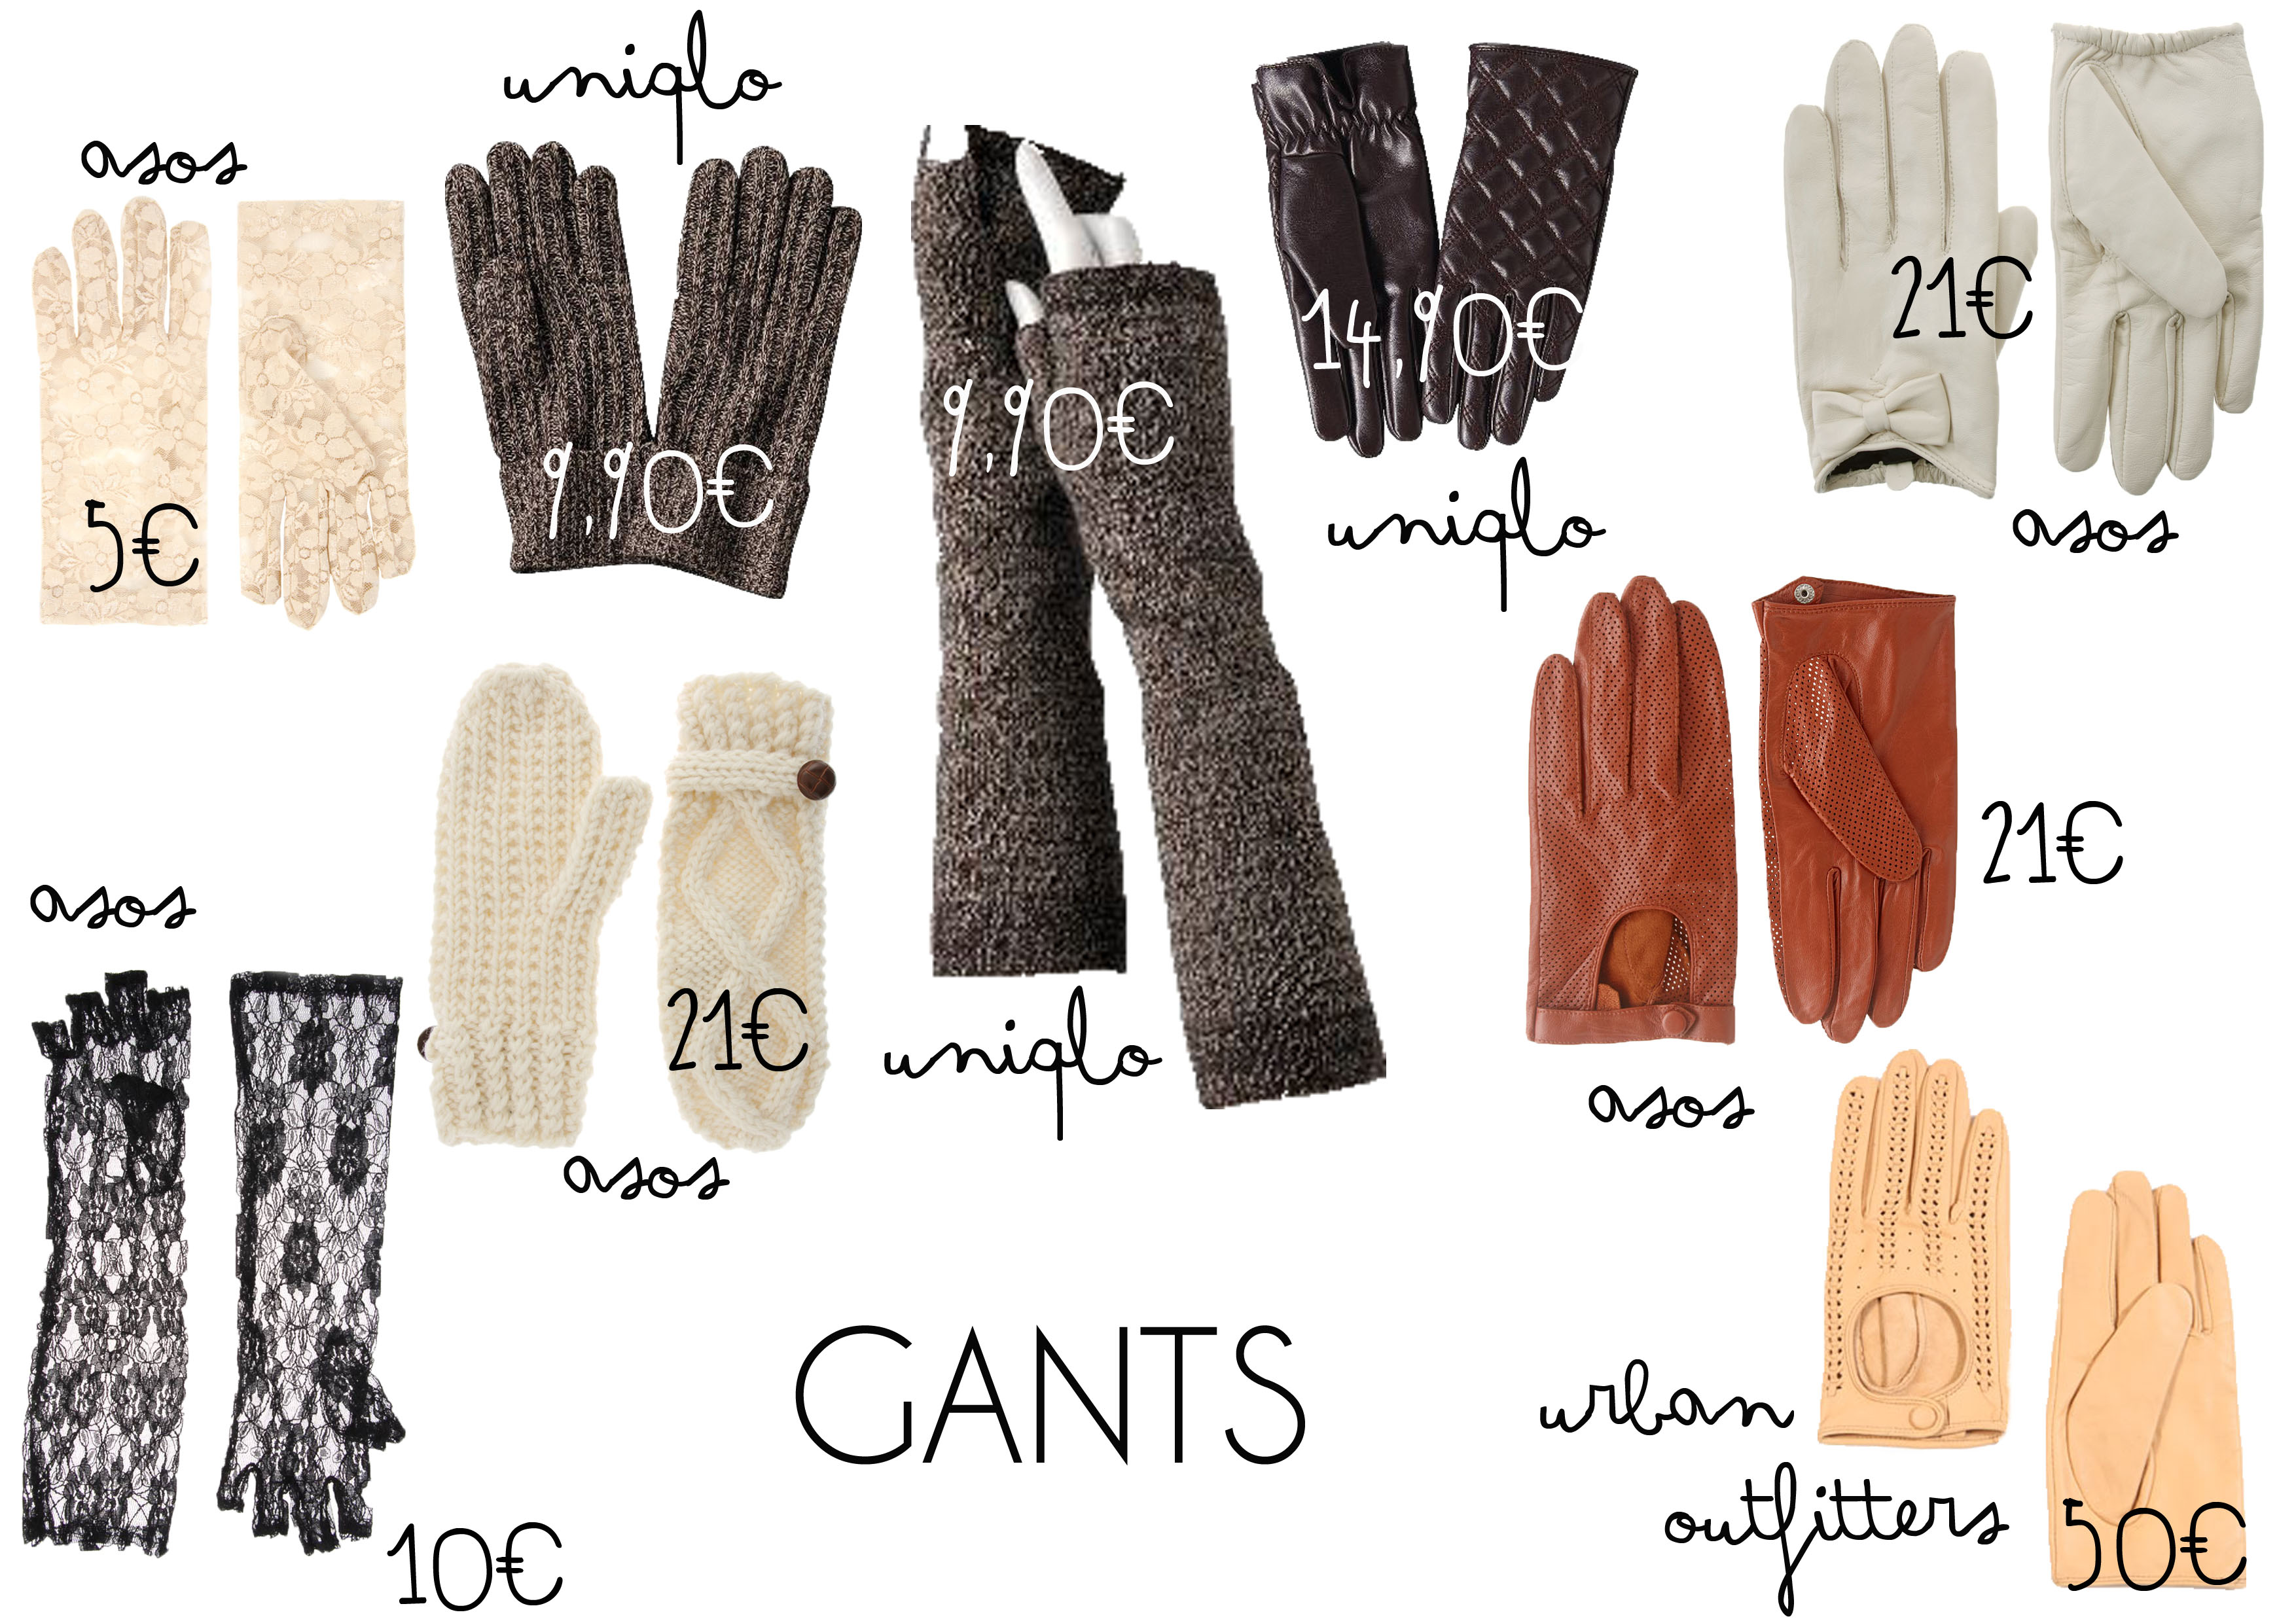 asos
5€
uniqlo
9,90€
9,90€
uniqlo
14,90€
uniqlo
21€
asos
21€
asos
21€
asos
asos
10€
GANTS
urban
outfitters
50€